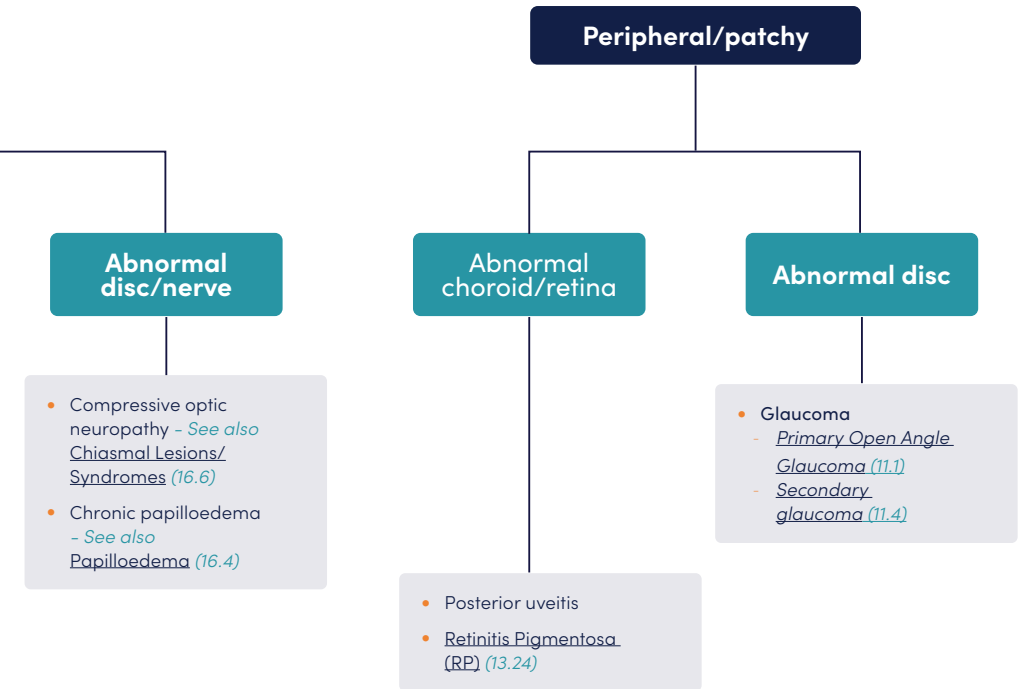 Peripheral/patchy
Abnormal
disc/nerve
Abnormal
choroid/retina
Abnormal disc
• Compressive optic
neuropathy - See also
Chiasmal Lesions/
Syndromes (16.6)
• Chronic papilloedema
- See also
Papilloedema (16.4)
• Posterior uveitis
• Retinitis Pigmentosa
(RP) (13.24)
• Glaucoma
- Primary Open Angle
Glaucoma (11.1)
- Secondary
glaucoma (11.4)